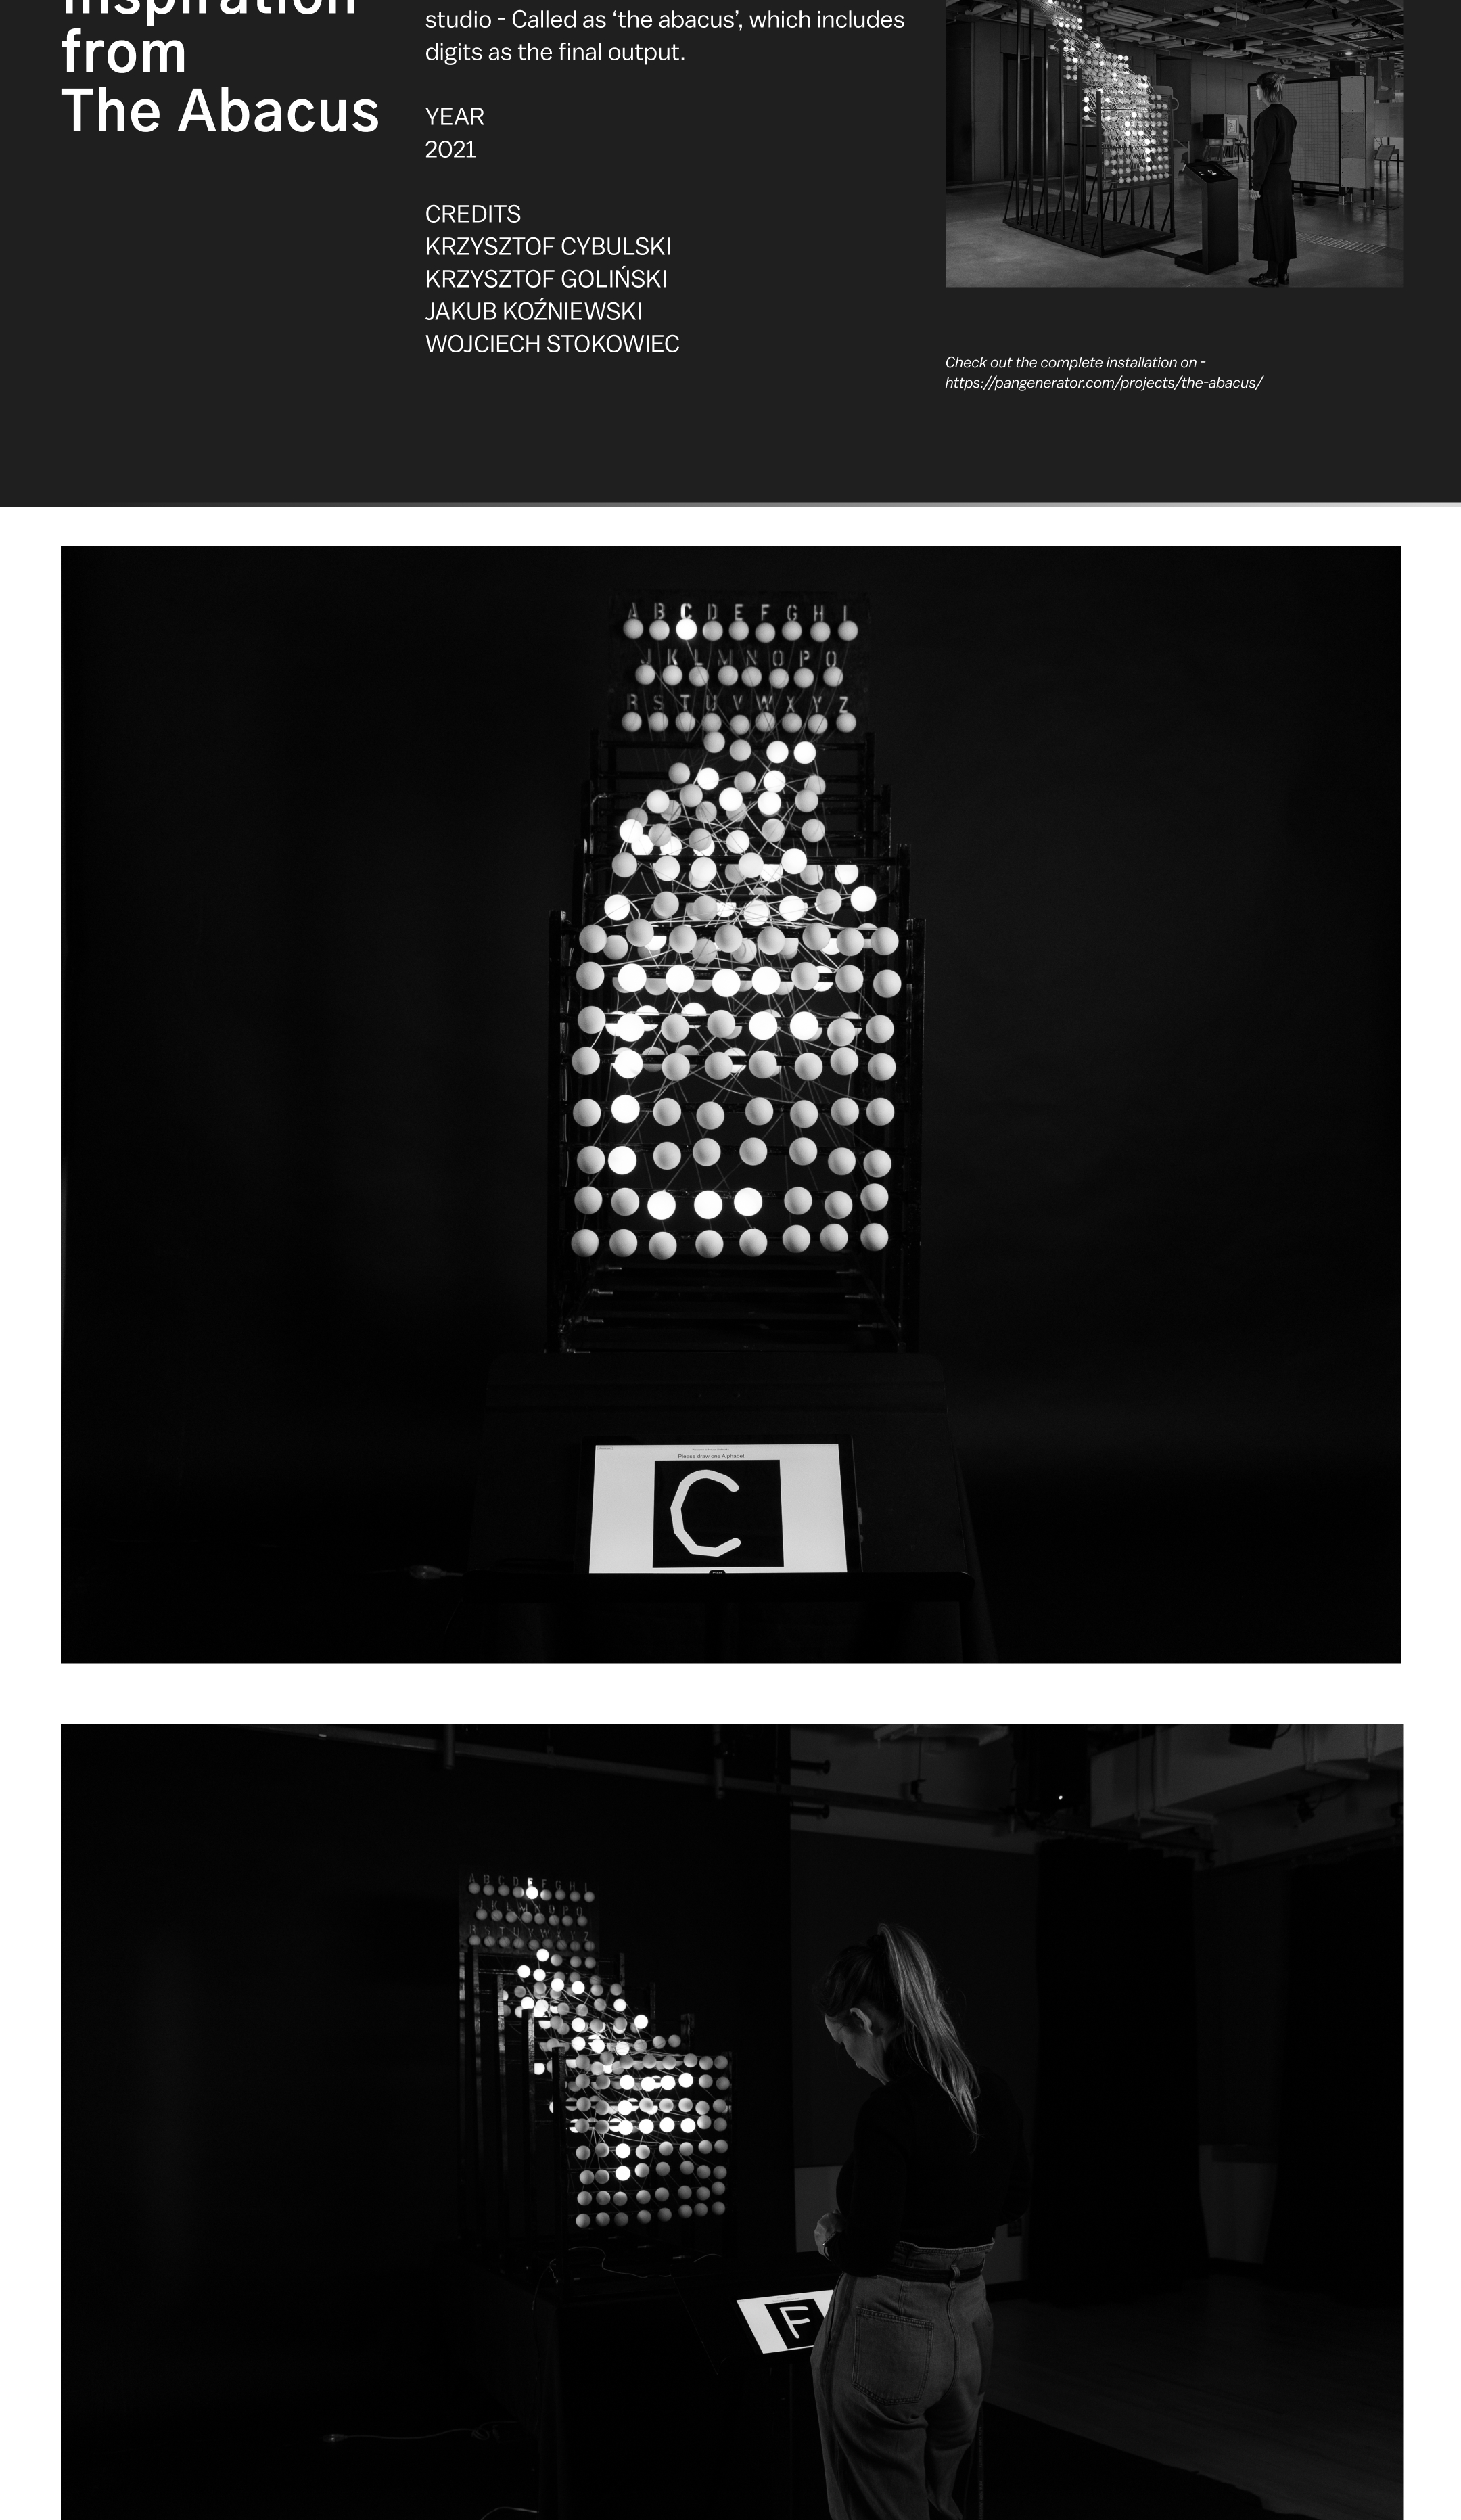 Inspiration
from
The Abacus
studio - Called as ‘the abacus’, which includes
digits as the final output.
YEAR
2021
CREDITS
KRZYSZTOF CYBULSKI
KRZYSZTOF GOLIŃSKI
JAKUB KOŹNIEWSKI
WOJCIECH STOKOWIEC
Check out the complete installation on -
https://pangenerator.com/projects/the-abacus/
A B C D E F G H I
J K L M N O P Q
R S T U V W X Y Z
Please draw one Alphabet
C
A B C D E F G H I
J K L M N O P Q
R S T U V W X Y Z
F